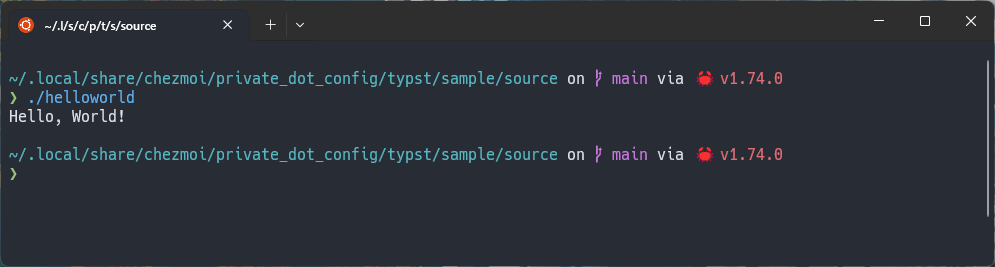 ~/.l/s/c/p/t/s/source
~/.local/share/chezmoi/private_dot_config/typst/sample/source on main via 🦀 v1.74.0
❯ ./helloworld
Hello, World!
~/.local/share/chezmoi/private_dot_config/typst/sample/source on main via 🦀 v1.74.0
❯